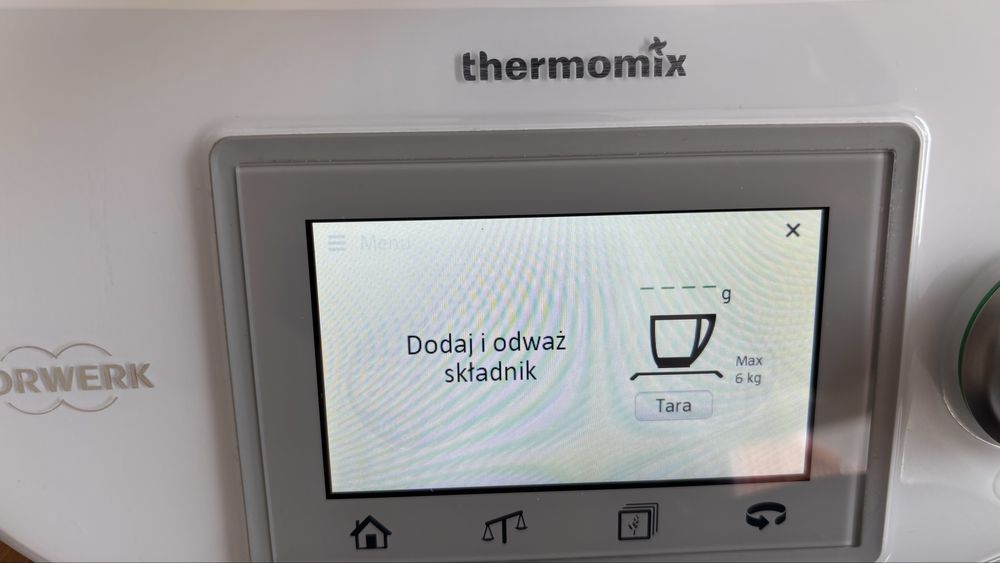 thermomix
Menu
Dodaj i odważ
składnik
– – – – g
Max
6 kg
Tara
ORWERK